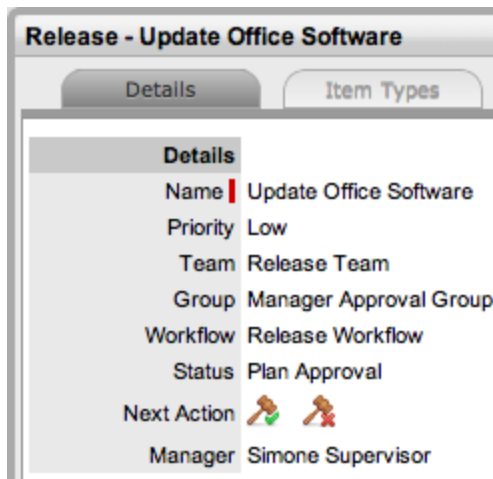 Release - Update Office Software
Details Item Types
Details
Name Update Office Software
Priority Low
Team Release Team
Group Manager Approval Group
Workflow Release Workflow
Status Plan Approval
Next Action
Manager Simone Supervisor